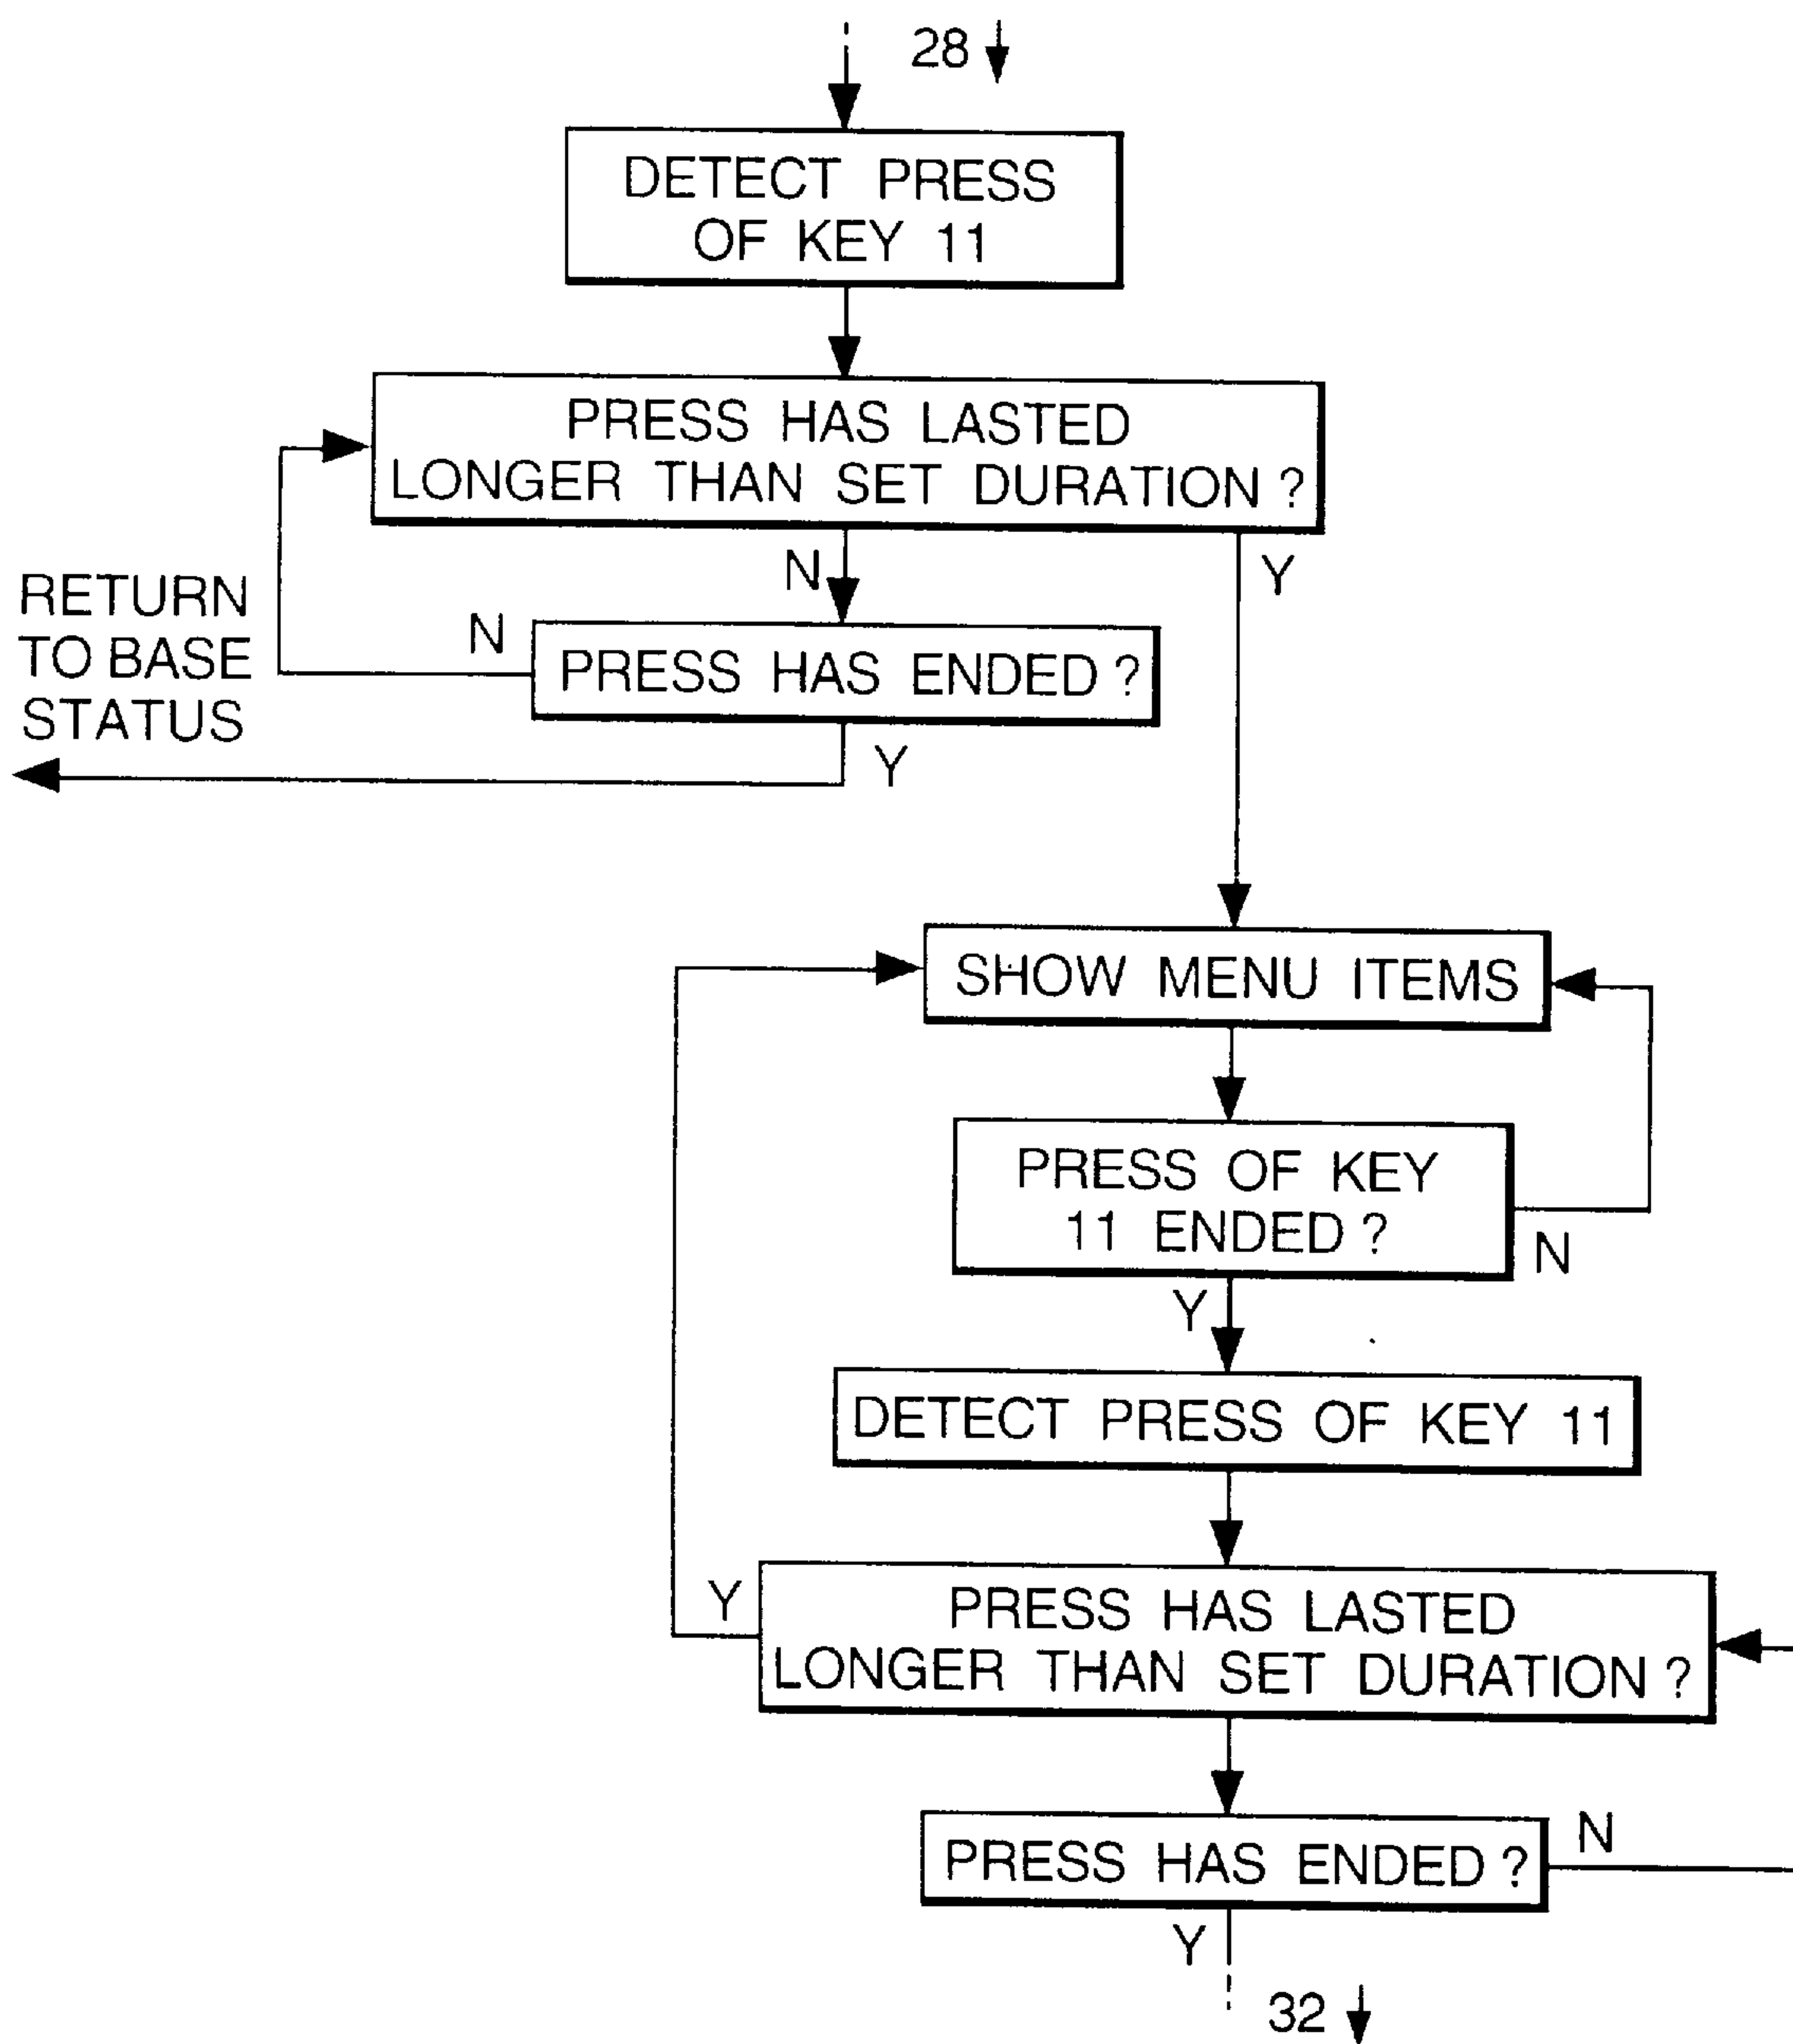 28
DETECT PRESS
OF KEY 11
PRESS HAS LASTED
LONGER THAN SET DURATION ?
N
Y
RETURN
TO BASE
STATUS
N
PRESS HAS ENDED ?
Y
SHOW MENU ITEMS
PRESS OF KEY
11 ENDED ?
N
Y
DETECT PRESS OF KEY 11
Y
PRESS HAS LASTED
LONGER THAN SET DURATION ?
PRESS HAS ENDED ?
N
Y
32